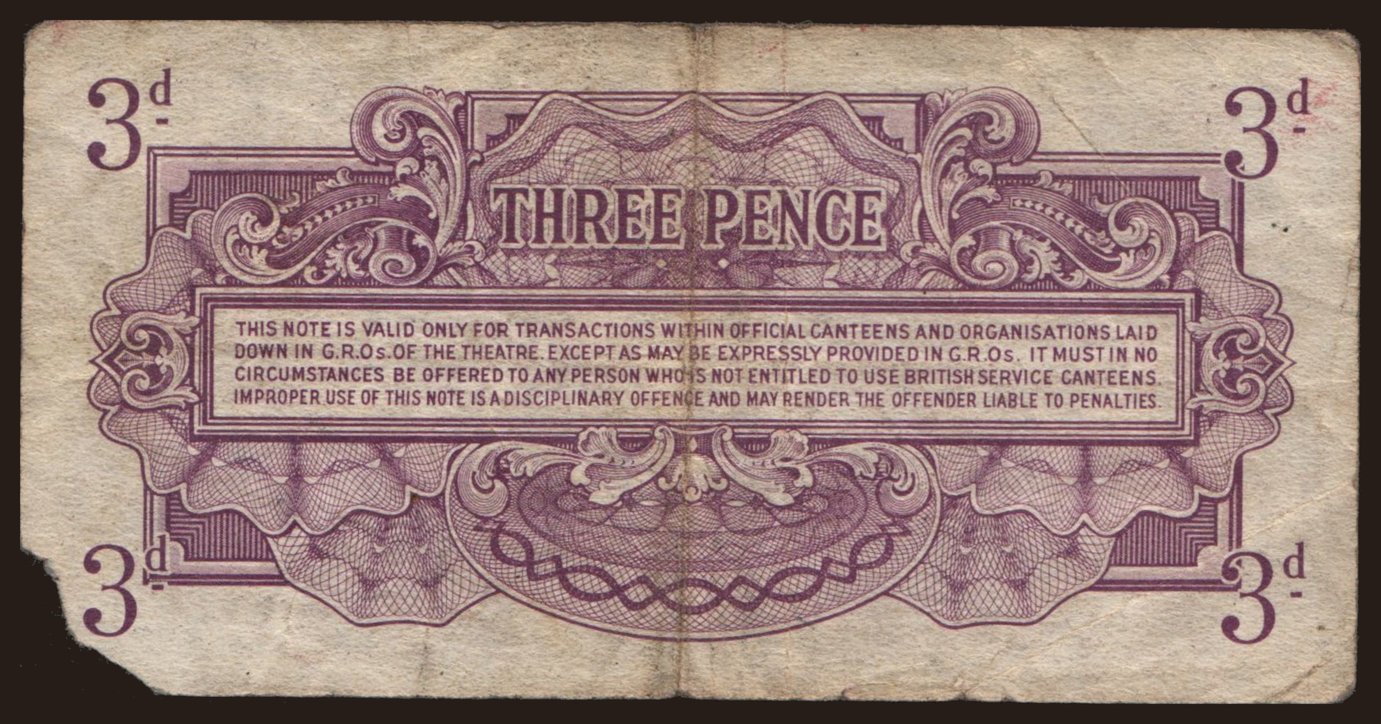 3d- 3d-
THREE PENCE
THIS NOTE IS VALID ONLY FOR TRANSACTIONS WITHIN OFFICIAL CANTEENS AND ORGANISATIONS LAID
DOWN IN G.R.Os. OF THE THEATRE. EXCEPT AS MAY BE EXPRESSLY PROVIDED IN G.R.Os. IT MUST IN NO
CIRCUMSTANCES BE OFFERED TO ANY PERSON WHO IS NOT ENTITLED TO USE BRITISH SERVICE CANTEENS.
IMPROPER USE OF THIS NOTE IS A DISCIPLINARY OFFENCE AND MAY RENDER THE OFFENDER LIABLE TO PENALTIES.
3d- 3d-